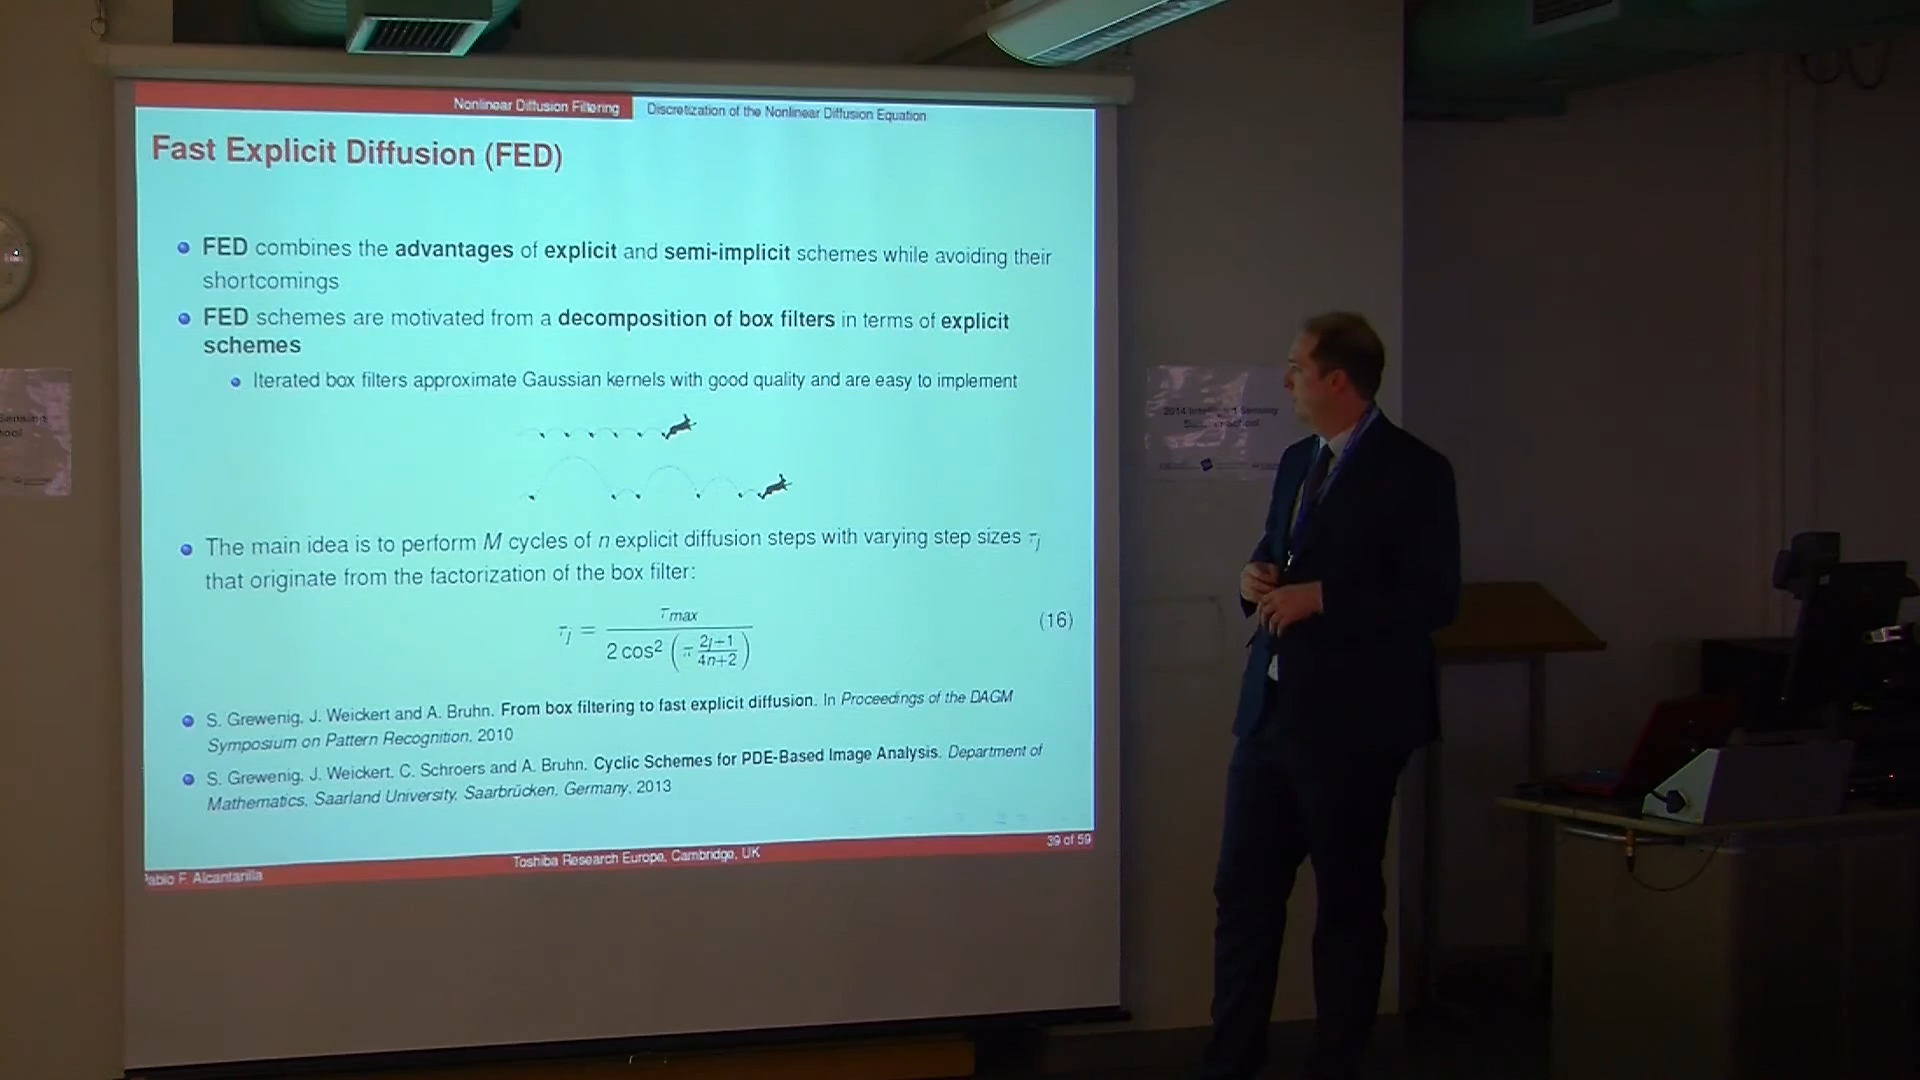 Nonlinear Diffusion Filtering
Discretization of the Nonlinear Diffusion Equation
Fast Explicit Diffusion (FED)
FED combines the advantages of explicit and semi-implicit schemes while avoiding their
shortcomings
FED schemes are motivated from a decomposition of box filters in terms of explicit
schemes
Iterated box filters approximate Gaussian kernels with good quality and are easy to implement
The main idea is to perform M cycles of n explicit diffusion steps with varying step sizes τj
that originate from the factorization of the box filter:
τj = τmax / 2 cos² (π 2j−1 / 4n+2)
(16)
S. Grewenig, J. Weickert and A. Bruhn. From box filtering to fast explicit diffusion. In Proceedings of the DAGM
Symposium on Pattern Recognition, 2010
S. Grewenig, J. Weickert, C. Schroers and A. Bruhn. Cyclic Schemes for PDE-Based Image Analysis. Department of
Mathematics, Saarland University, Saarbrücken, Germany, 2013
Pablo F. Alcantarilla
Toshiba Research Europe, Cambridge, UK
39 of 59
Sensing
ool
2014 Sensing